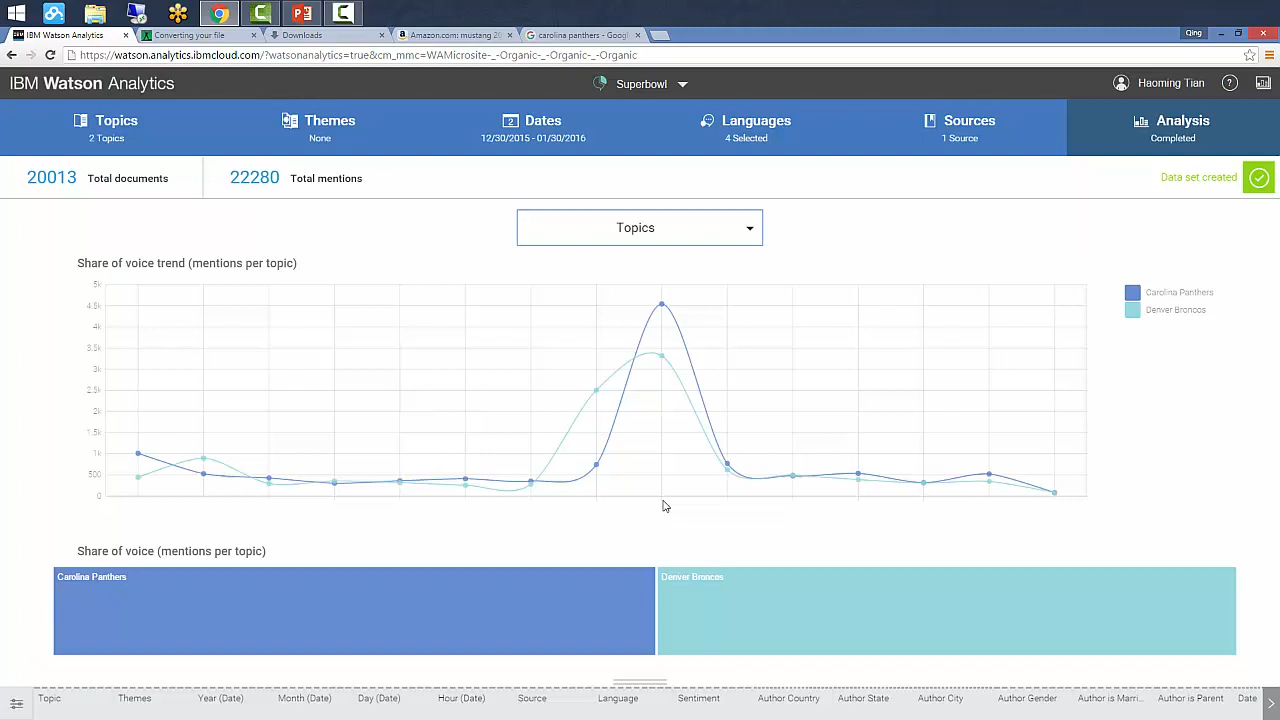 Qing
IBM Watson Analytics
Converting your file
Downloads
Amazon.com: mustang 20
carolina panthers - Googl
https://watson.analytics.ibmcloud.com/?watsonanalytics=true&cm_mmc=WAMicrosite-_-Organic-_-Organic-_-Organic
IBM Watson Analytics
Superbowl
Haoming Tian
?
Topics
2 Topics
Themes
None
2
Dates
12/30/2015 - 01/30/2016
Languages
4 Selected
Sources
1 Source
Analysis
Completed
20013 Total documents
22280 Total mentions
Data set created
Topics
Share of voice trend (mentions per topic)
5k
4.5k
4k
3.5k
3k
2.5k
2k
1.5k
1k
500
0
Carolina Panthers
Denver Broncos
Share of voice (mentions per topic)
Carolina Panthers
Denver Broncos
Topic Themes Year (Date) Month (Date) Day (Date) Hour (Date) Source Language Sentiment Author Country Author State Author City Author Gender Author is Marri... Author is Parent Date